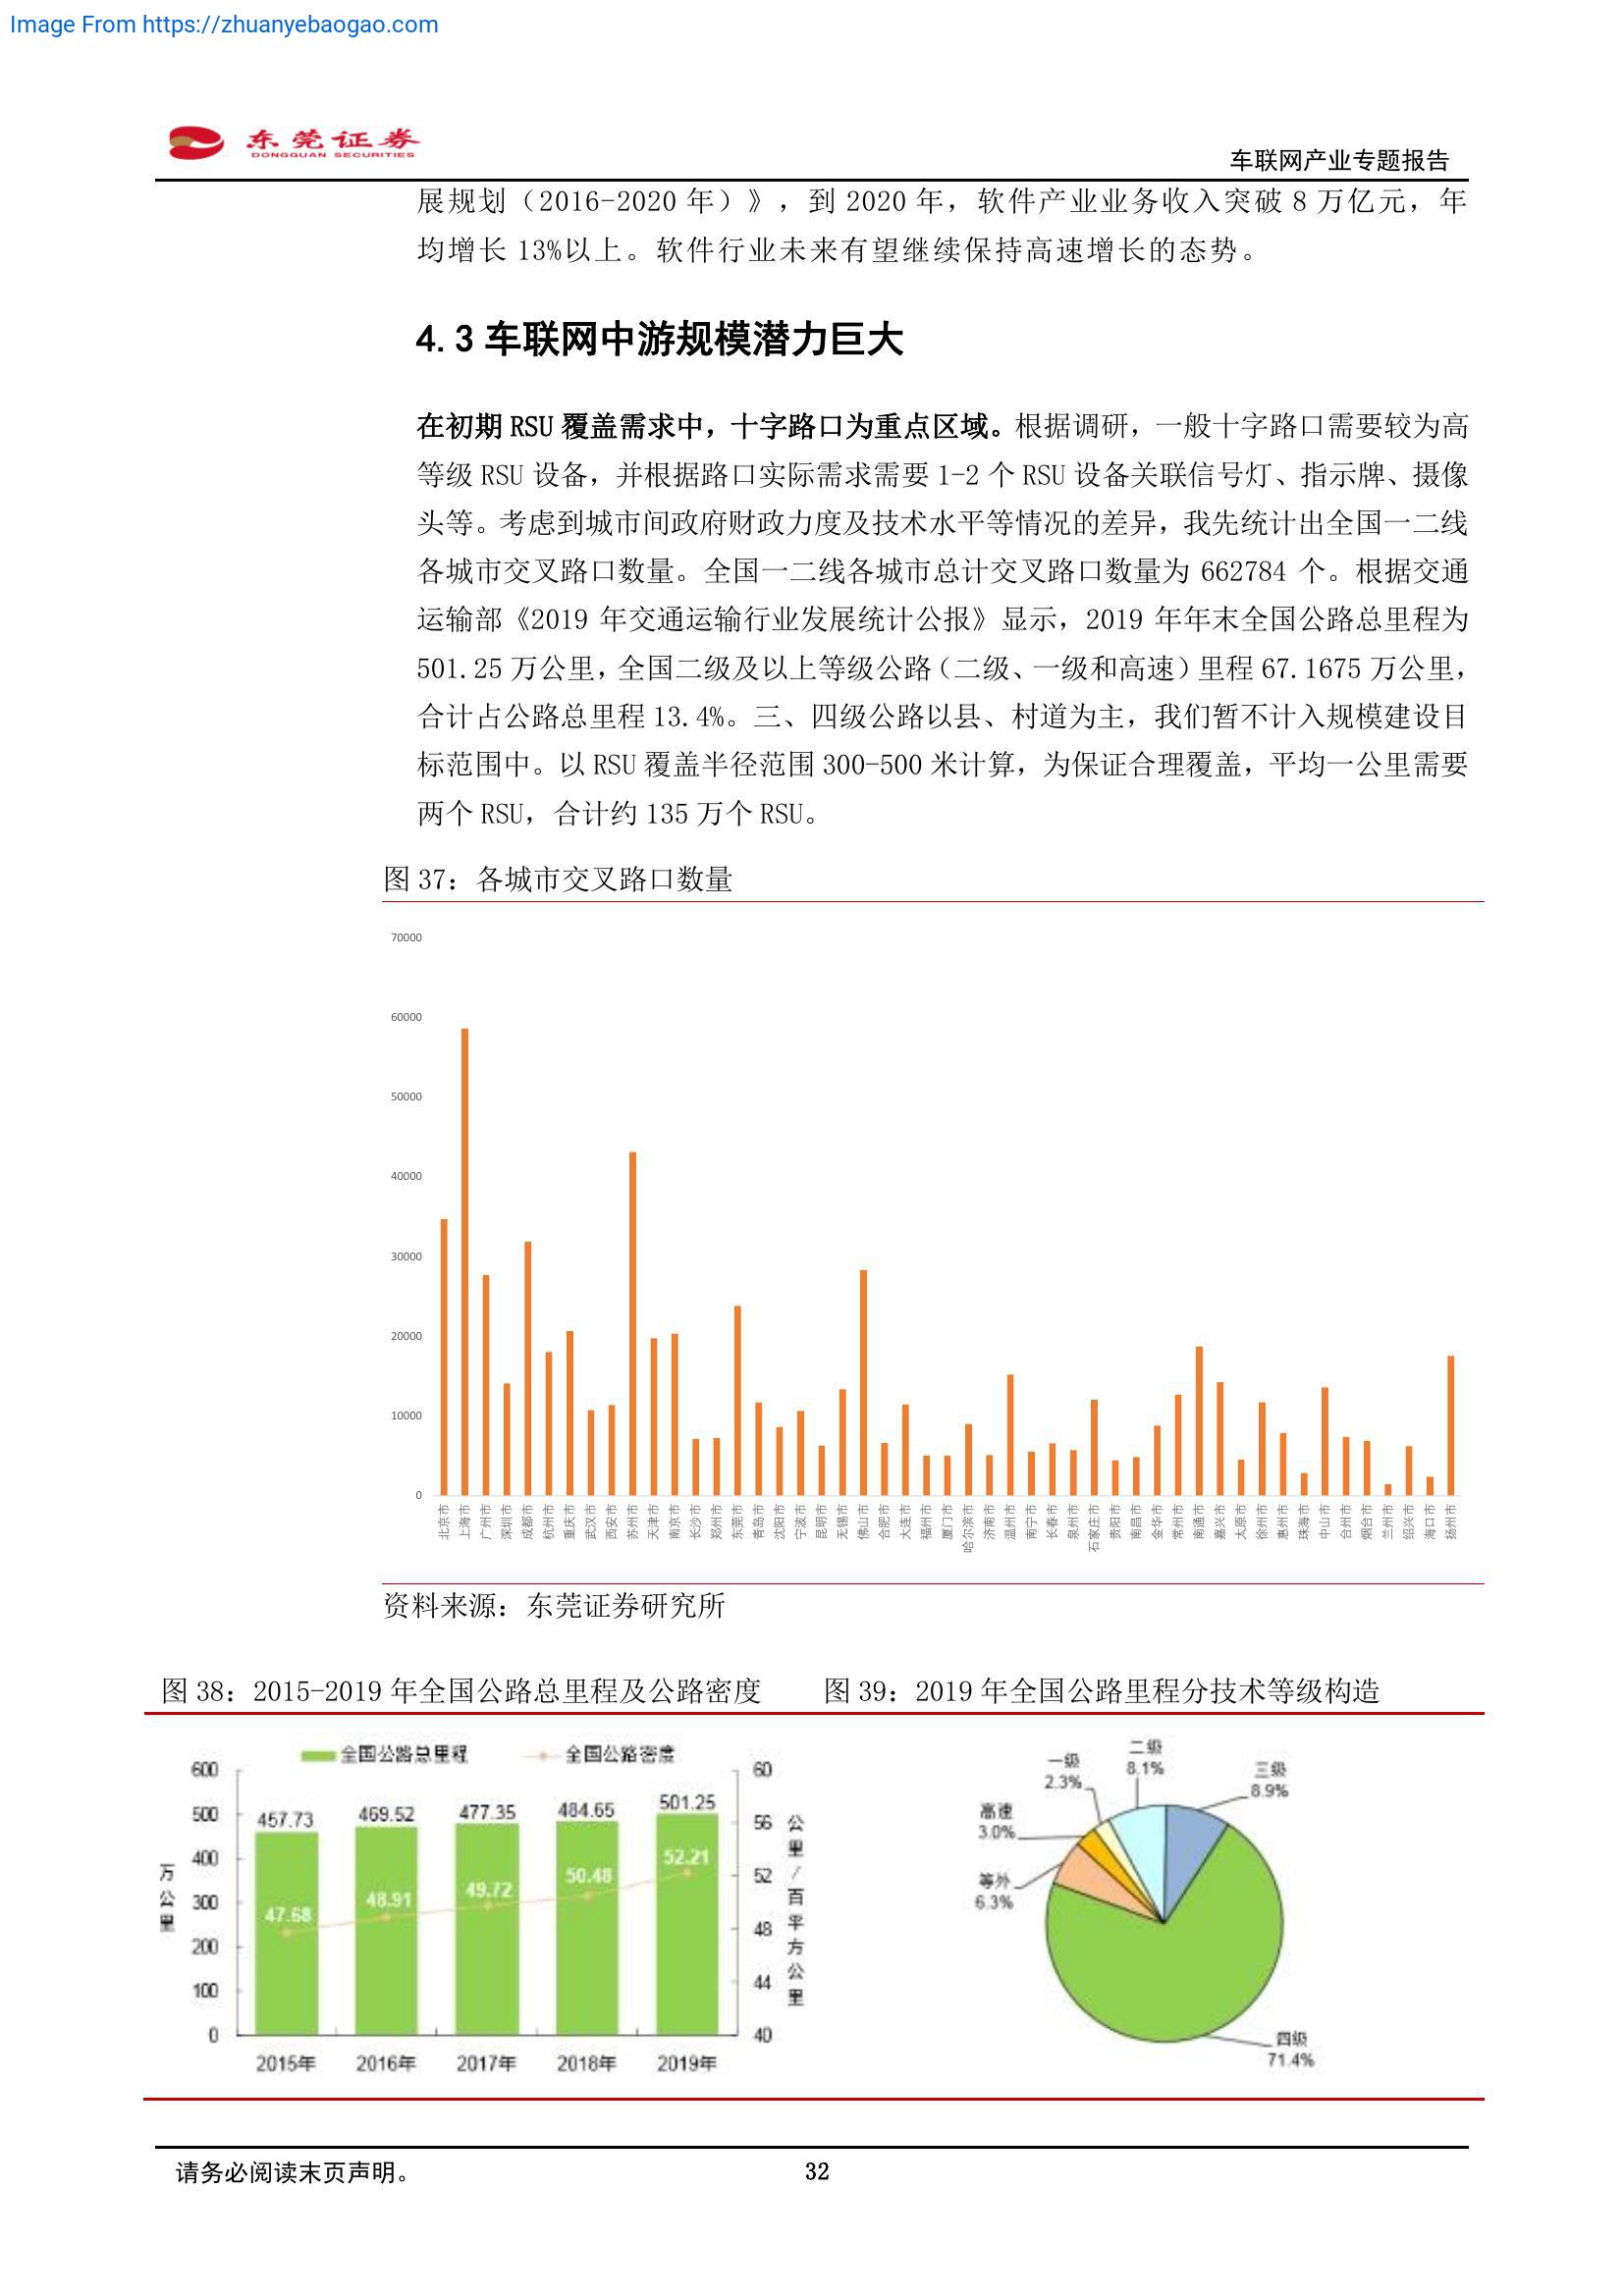 Image From https://zhuanyebaogao.com
东莞证券
DONGGUAN SECURITIES
车联网产业专题报告
展规划（2016-2020 年）》，到 2020 年，软件产业业务收入突破 8 万亿元，年
均增长 13%以上。软件行业未来有望继续保持高速增长的态势。
4.3 车联网中游规模潜力巨大
在初期 RSU 覆盖需求中，十字路口为重点区域。根据调研，一般十字路口需要较为高
等级 RSU 设备，并根据路口实际需求需要 1-2 个 RSU 设备关联信号灯、指示牌、摄像
头等。考虑到城市间政府财政力度及技术水平等情况的差异，我先统计出全国一二线
各城市交叉路口数量。全国一二线各城市总计交叉路口数量为 662784 个。根据交通
运输部《2019 年交通运输行业发展统计公报》显示，2019 年年末全国公路总里程为
501.25 万公里，全国二级及以上等级公路（二级、一级和高速）里程 67.1675 万公里，
合计占公路总里程 13.4%。三、四级公路以县、村道为主，我们暂不计入规模建设目
标范围中。以 RSU 覆盖半径范围 300-500 米计算，为保证合理覆盖，平均一公里需要
两个 RSU，合计约 135 万个 RSU。
图 37：各城市交叉路口数量
70000
60000
50000
40000
30000
20000
10000
0
北京市
上海市
广州市
深圳市
成都市
杭州市
重庆市
武汉市
西安市
苏州市
天津市
南京市
长沙市
郑州市
东莞市
青岛市
沈阳市
宁波市
昆明市
无锡市
佛山市
合肥市
大连市
福州市
厦门市
哈尔滨市
济南市
温州市
南宁市
长春市
泉州市
石家庄市
贵阳市
南昌市
金华市
常州市
南通市
嘉兴市
太原市
徐州市
惠州市
珠海市
中山市
台州市
烟台市
兰州市
绍兴市
海口市
扬州市
资料来源：东莞证券研究所
图 38：2015-2019 年全国公路总里程及公路密度
全国公路总里程 全国公路密度
万公里
600
500
400
300
200
100
0
457.73 469.52 477.35 484.65 501.25
47.68 48.91 49.72 50.48 52.21
60
56
52
48
44
40
公里/百平方公里
2015年 2016年 2017年 2018年 2019年
图 39：2019 年全国公路里程分技术等级构造
二级
8.1%
一级
2.3%
三级
8.9%
高速
3.0%
等外
6.3%
四级
71.4%
请务必阅读末页声明。
32